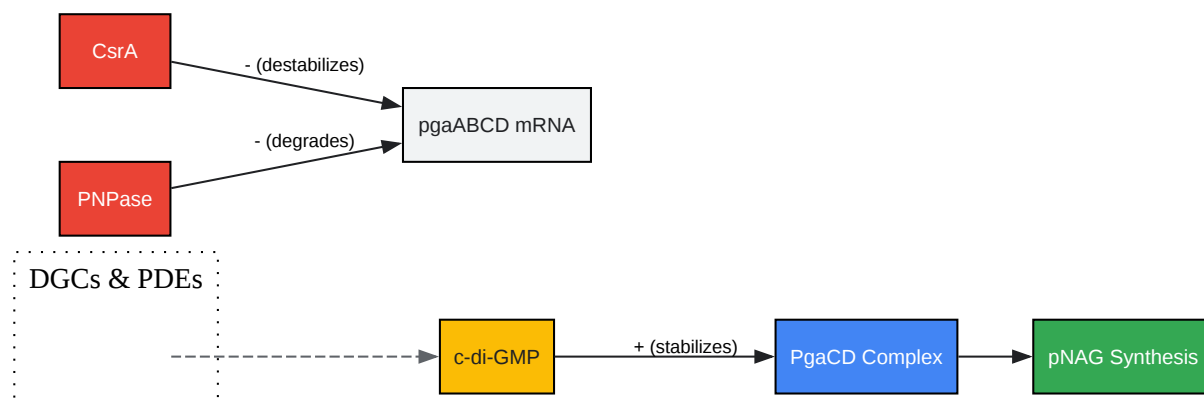 CsrA
- (destabilizes)
pgaABCD mRNA
- (degrades)
PNPase
DGCs & PDEs
c-di-GMP
+ (stabilizes)
PgaCD Complex
pNAG Synthesis